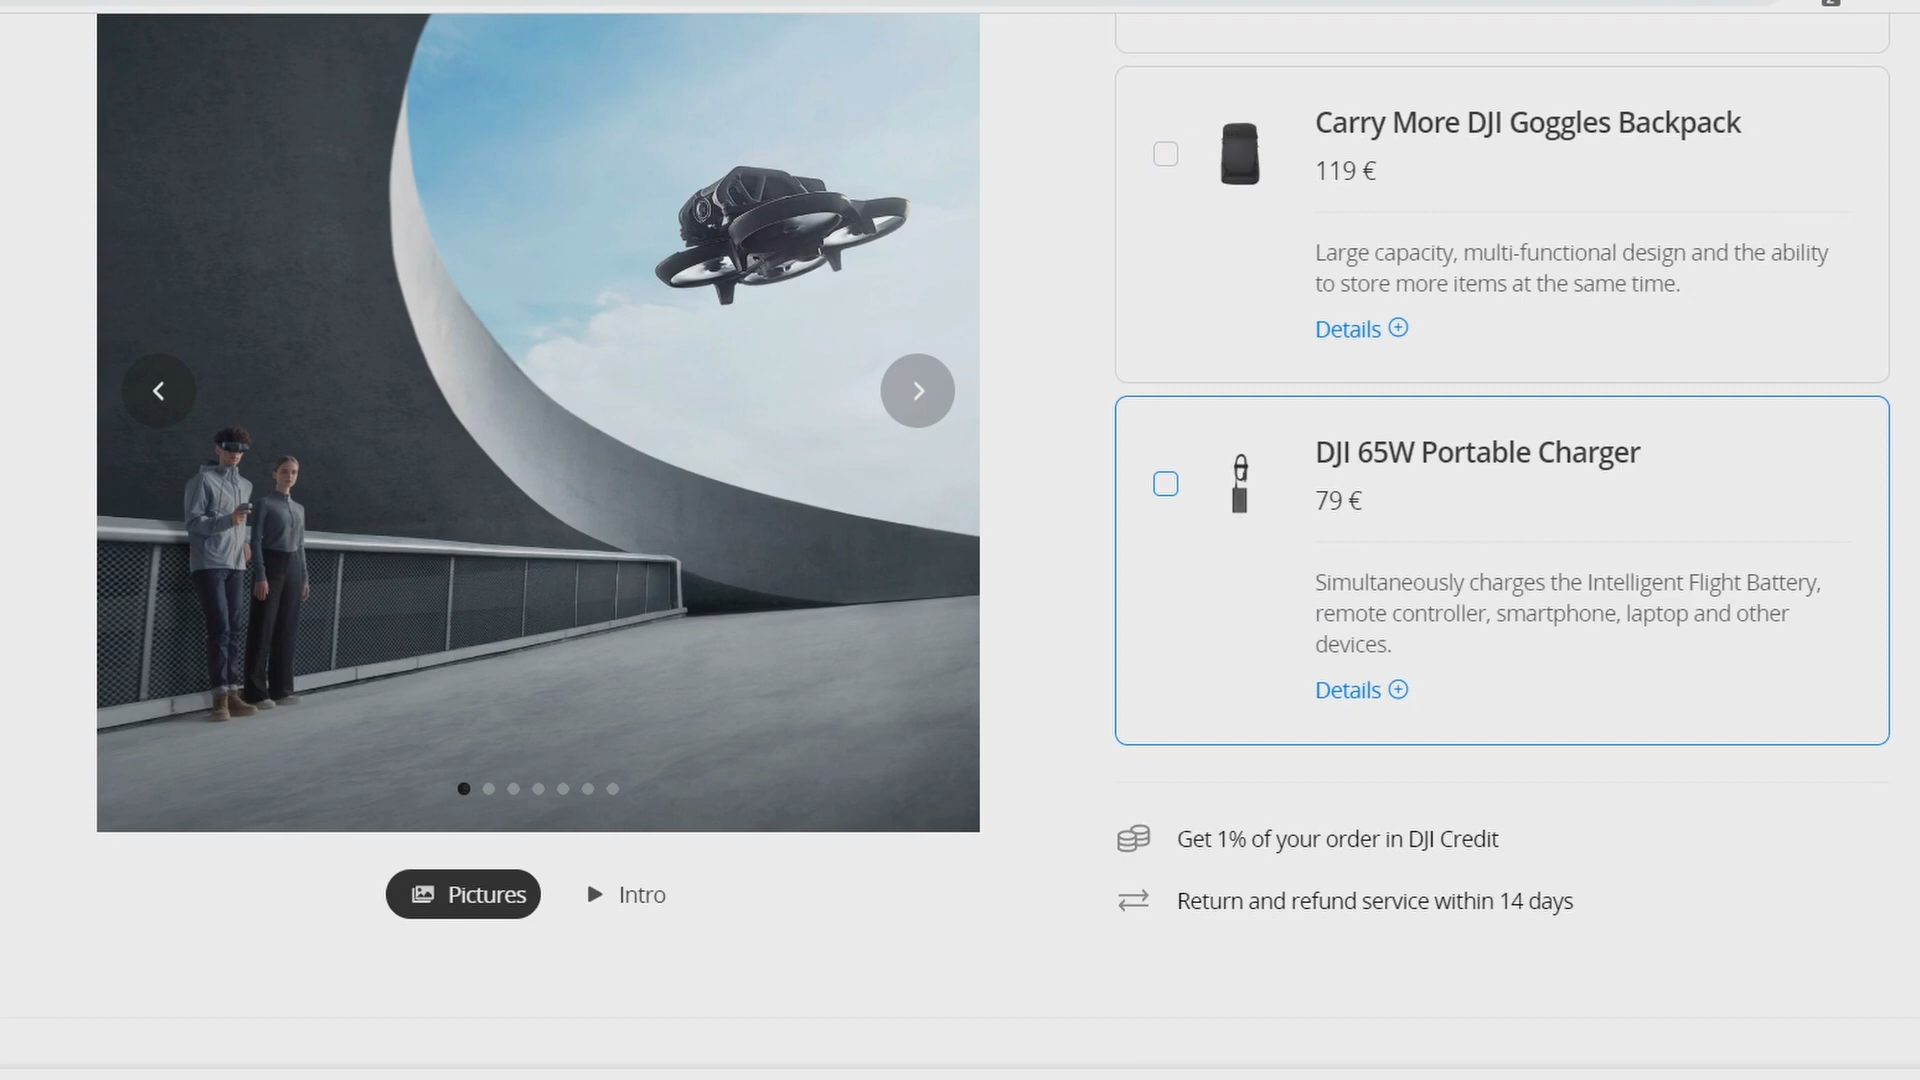 Carry More DJI Goggles Backpack
119 €
Large capacity, multi-functional design and the ability
to store more items at the same time.
Details
DJI 65W Portable Charger
79 €
Simultaneously charges the Intelligent Flight Battery,
remote controller, smartphone, laptop and other
devices.
Details
Get 1% of your order in DJI Credit
Return and refund service within 14 days
Pictures
Intro